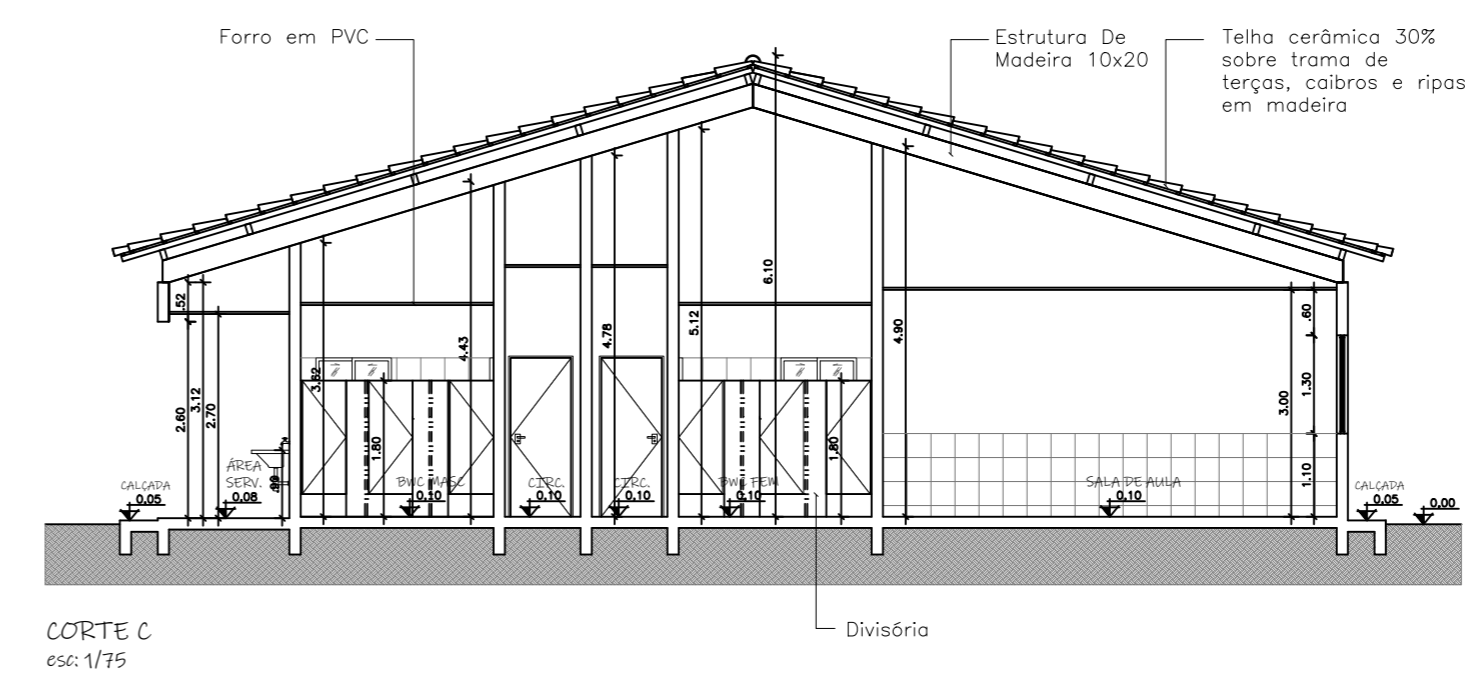 Forro em PVC
Estrutura De
Madeira 10x20
Telha cerâmica 30%
sobre trama de
terças, caibros e ripas
em madeira
6.10
.52
4.43
3.62
4.78
5.12
4.90
.60
1.30
3.00
1.10
2.60
3.12
2.70
1.80
1.80
ÁREA
SERV.
0.08
CALÇADA
0.05
BWC MASC
0.10
CIRC.
0.10
CIRC.
0.10
BWC FEM
0.10
SALA DE AULA
0.10
CALÇADA
0.05
0.00
Divisória
CORTE C
esc: 1/75